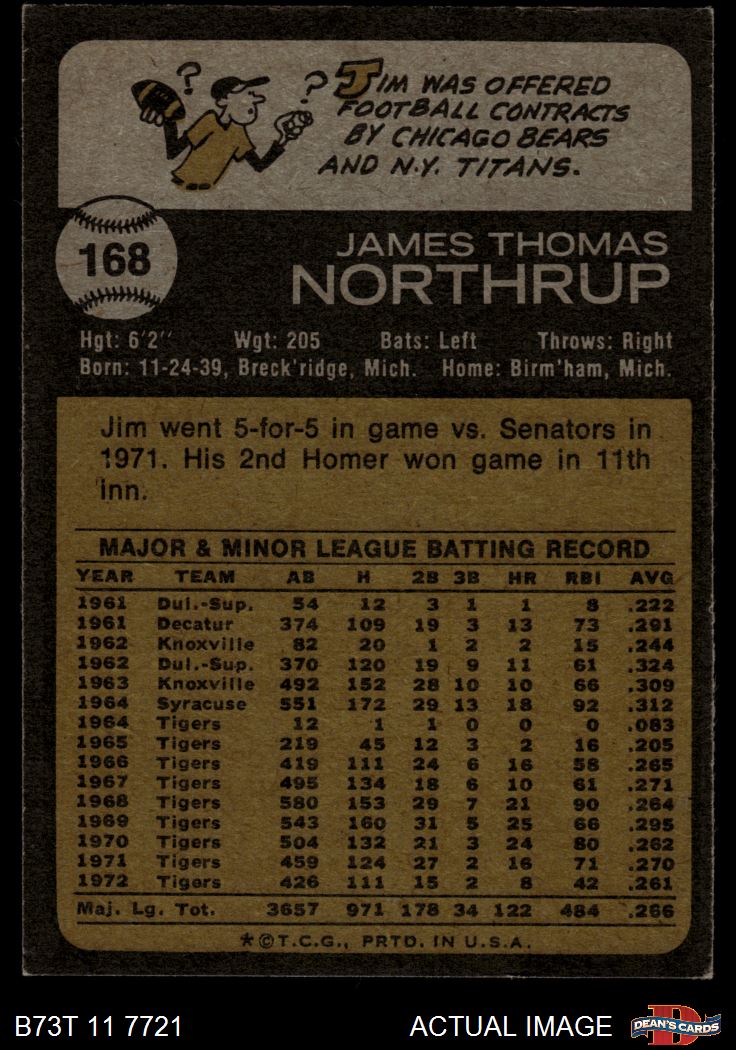 ? ? JIM WAS OFFERED
FOOTBALL CONTRACTS
BY CHICAGO BEARS
AND N.Y. TITANS.
168
JAMES THOMAS
NORTHRUP
Hgt: 6'2" Wgt: 205 Bats: Left Throws: Right
Born: 11-24-39, Breck'ridge, Mich. Home: Birm'ham, Mich.
Jim went 5-for-5 in game vs. Senators in
1971. His 2nd Homer won game in 11th
inn.
MAJOR & MINOR LEAGUE BATTING RECORD
YEAR TEAM AB H 2B 3B HR RBI AVG
1961 Dul.-Sup. 54 12 3 1 1 8 .222
1961 Decatur 374 109 19 3 13 73 .291
1962 Knoxville 82 20 1 2 2 15 .244
1962 Dul.-Sup. 370 120 19 9 11 61 .324
1963 Knoxville 492 152 28 10 10 66 .309
1964 Syracuse 551 172 29 13 18 92 .312
1964 Tigers 12 1 1 0 0 0 .083
1965 Tigers 219 45 12 3 2 16 .205
1966 Tigers 419 111 24 6 16 58 .265
1967 Tigers 495 134 18 6 10 61 .271
1968 Tigers 580 153 29 7 21 90 .264
1969 Tigers 543 160 31 5 25 66 .295
1970 Tigers 504 132 21 3 24 80 .262
1971 Tigers 459 124 27 2 16 71 .270
1972 Tigers 426 111 15 2 8 42 .261
Maj. Lg. Tot. 3657 971 178 34 122 484 .266
*©T.C.G., PRTD. IN U.S.A.
B73T 11 7721 ACTUAL IMAGE D DEAN'S CARDS